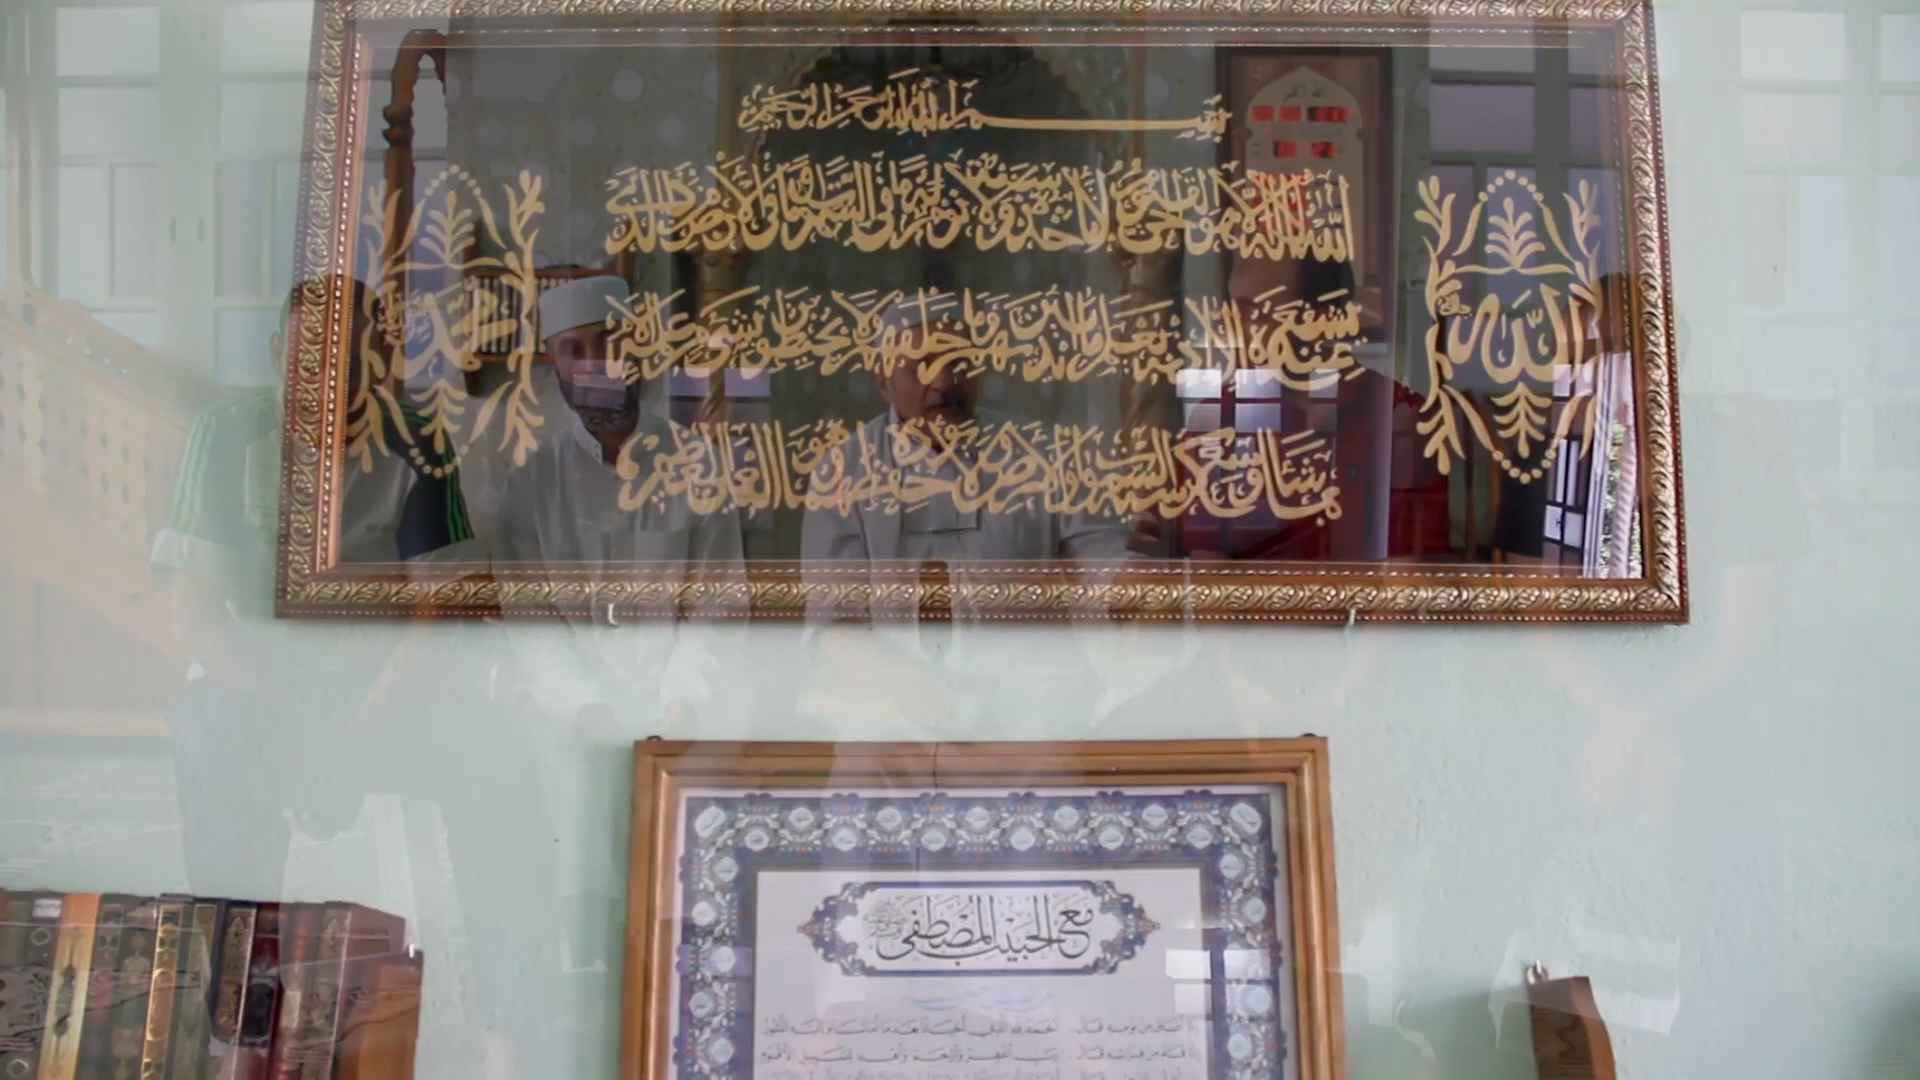 بسم الله الرحمن الرحيم
الله لا إله إلا هو الحي القيوم لا تأخذه سنة ولا نوم له ما في السموات وما في الأرض من ذا الذي
يشفع عنده إلا بإذنه يعلم ما بين أيديهم وما خلفهم ولا يحيطون بشيء من علمه إلا
بما شاء وسع كرسيه السموات والأرض ولا يؤده حفظهما وهو العلي العظيم
الله
محمد
مع الحبيب المصطفى